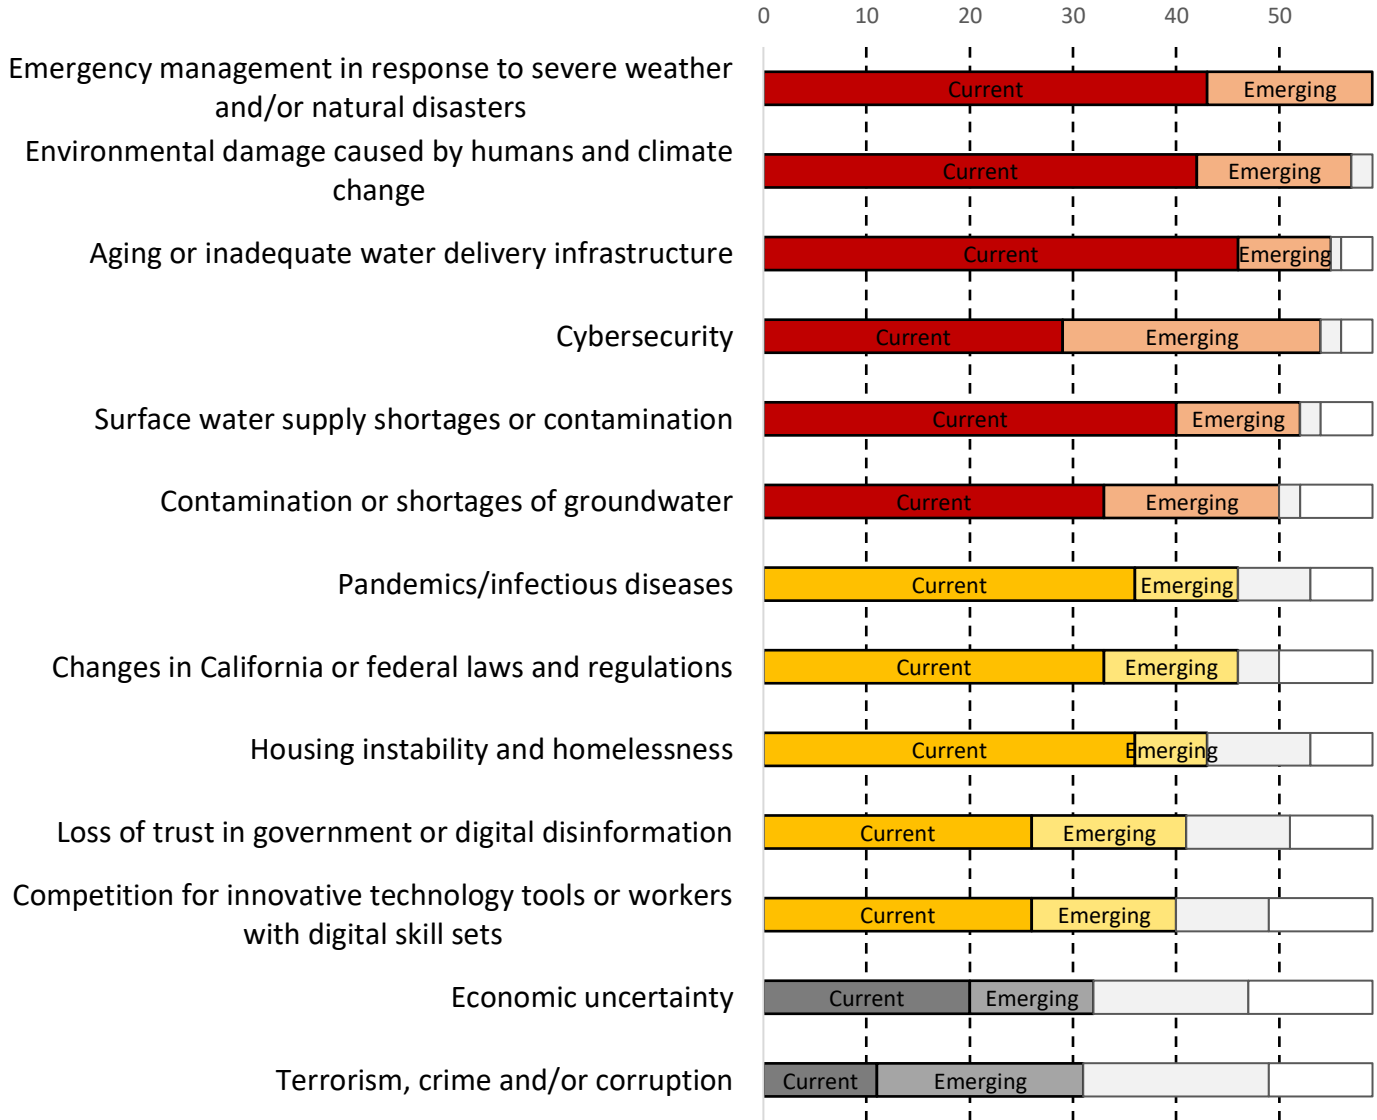 0 10 20 30 40 50
Emergency management in response to severe weather
and/or natural disasters
Current Emerging
Environmental damage caused by humans and climate
change
Current Emerging
Aging or inadequate water delivery infrastructure
Current Emerging
Cybersecurity
Current Emerging
Surface water supply shortages or contamination
Current Emerging
Contamination or shortages of groundwater
Current Emerging
Pandemics/infectious diseases
Current Emerging
Changes in California or federal laws and regulations
Current Emerging
Housing instability and homelessness
Current Emerging
Loss of trust in government or digital disinformation
Current Emerging
Competition for innovative technology tools or workers
with digital skill sets
Current Emerging
Economic uncertainty
Current Emerging
Terrorism, crime and/or corruption
Current Emerging